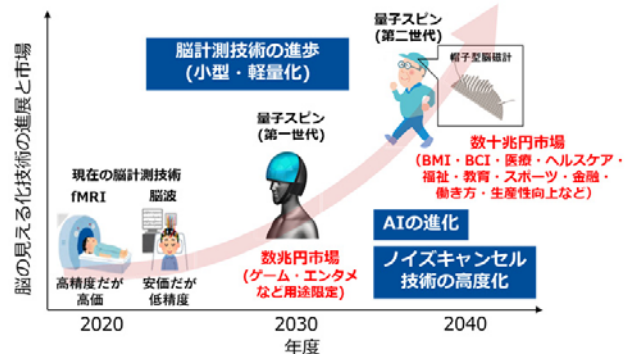 脳の見える化技術の進展と市場
脳計測技術の進歩
(小型・軽量化)
量子スピン
(第二世代)
帽子型脳磁計
量子スピン
(第一世代)
現在の脳計測技術
fMRI
脳波
高精度だが
高価
安価だが
低精度
数兆円市場
(ゲーム・エンタメ
など用途限定)
数十兆円市場
(BMI・BCI・医療・ヘルスケア・
福祉・教育・スポーツ・金融・
働き方・生産性向上など)
AIの進化
ノイズキャンセル
技術の高度化
2020
2030
2040
年度